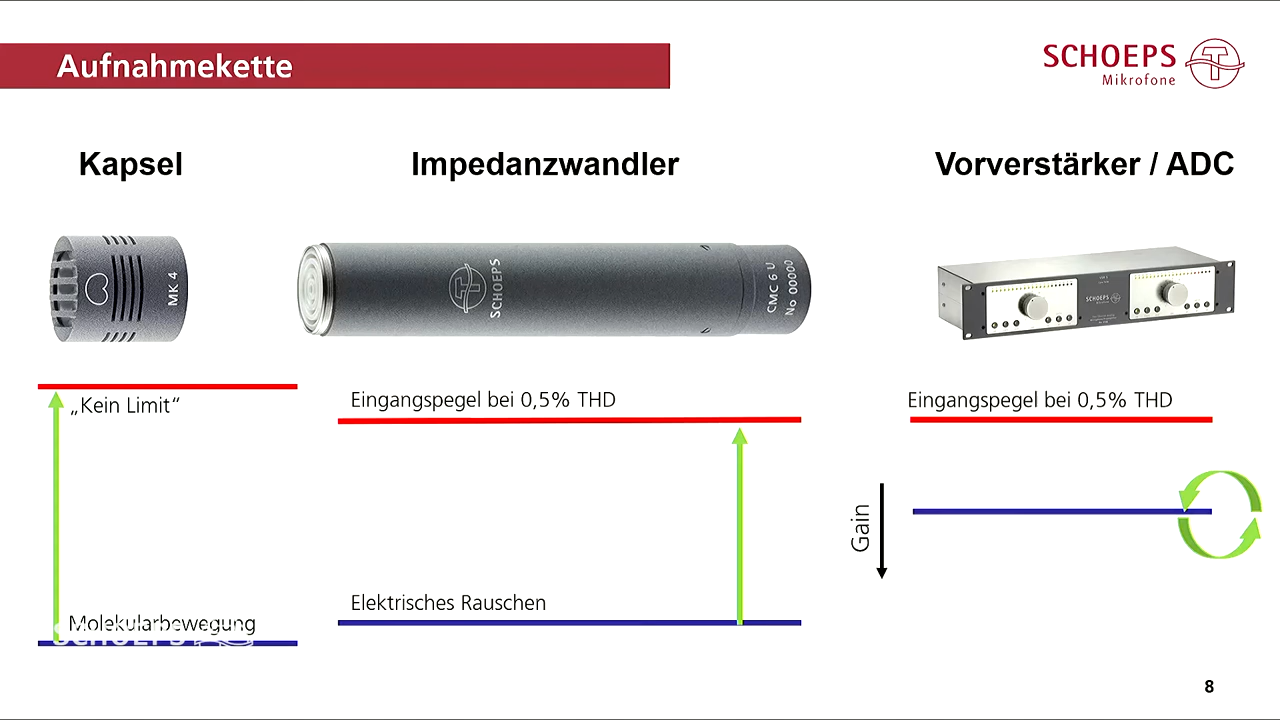 Aufnahmekette
SCHOEPS
Mikrofone
Kapsel
Impedanzwandler
Vorverstärker / ADC
MK 4
SCHOEPS
CMC 6 U
No 00000
SCHOEPS
„Kein Limit“
Eingangspegel bei 0,5% THD
Eingangspegel bei 0,5% THD
Gain
Elektrisches Rauschen
Molekularbewegung
SCHOEPS
8